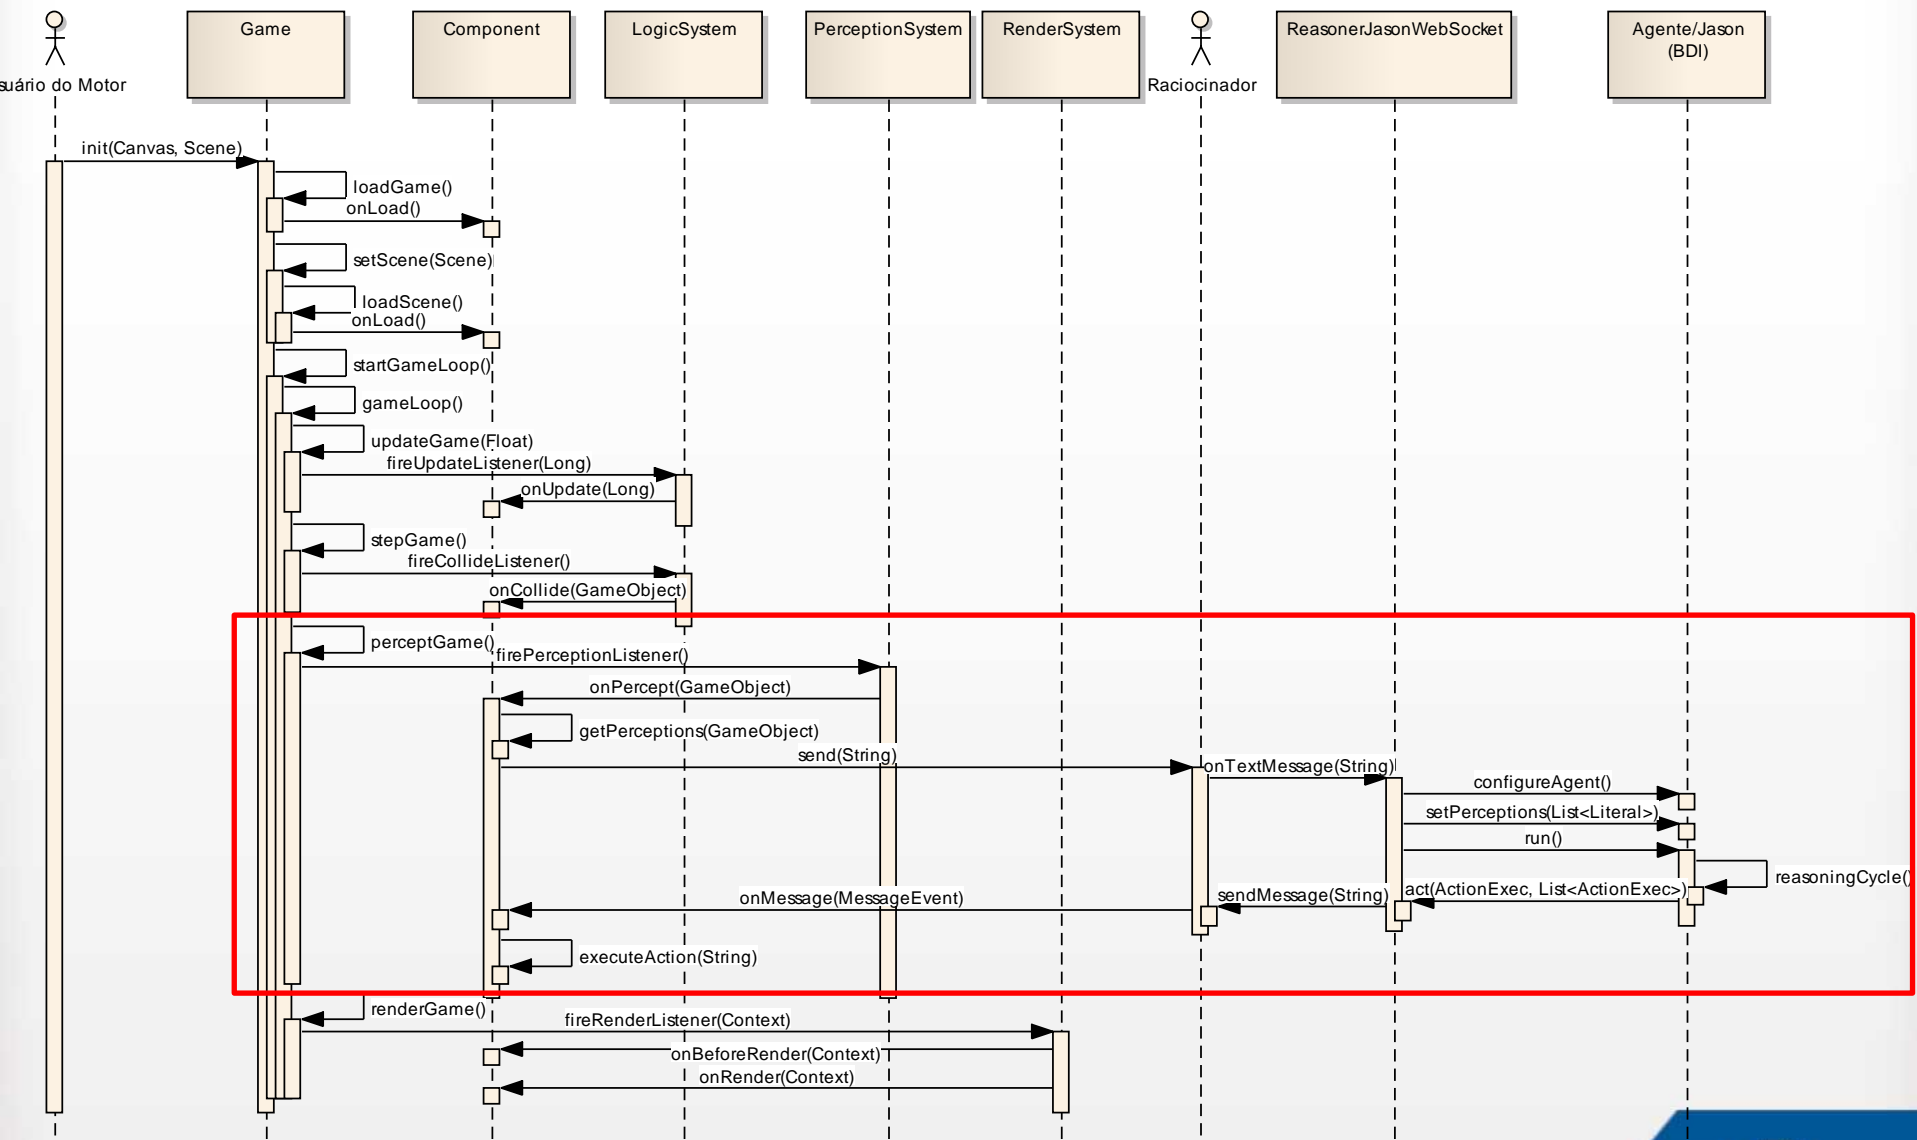 Game
Component
LogicSystem
PerceptionSystem
RenderSystem
ReasonerJasonWebSocket
Agente/Jason
(BDI)
suário do Motor
Raciocinador
init(Canvas, Scene)
loadGame()
onLoad()
setScene(Scene)
loadScene()
onLoad()
startGameLoop()
gameLoop()
updateGame(Float)
fireUpdateListener(Long)
onUpdate(Long)
stepGame()
fireCollideListener()
onCollide(GameObject)
perceptGame()
firePerceptionListener()
onPercept(GameObject)
getPerceptions(GameObject)
send(String)
onTextMessage(String)
configureAgent()
setPerceptions(List<Literal>)
run()
reasoningCycle()
act(ActionExec, List<ActionExec>)
sendMessage(String)
onMessage(MessageEvent)
executeAction(String)
renderGame()
fireRenderListener(Context)
onBeforeRender(Context)
onRender(Context)